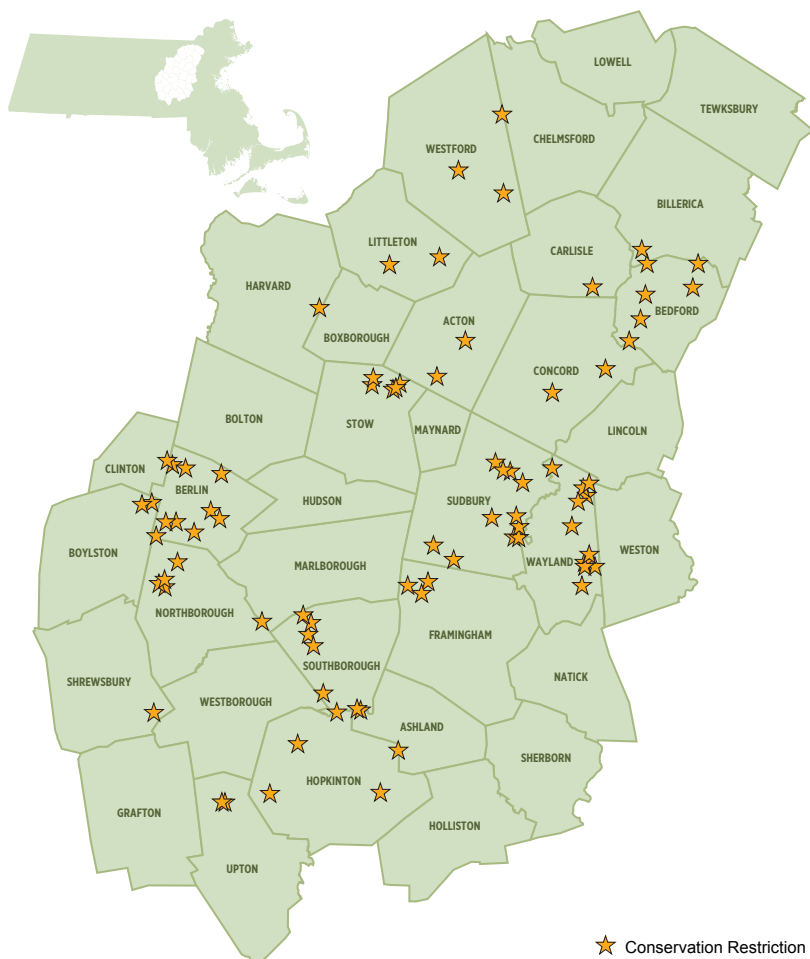 LOWELL
TEWKSBURY
CHELMSFORD
WESTFORD
BILLERICA
LITTLETON
CARLISLE
HARVARD
BEDFORD
ACTON
BOXBOROUGH
CONCORD
BOLTON
STOW
MAYNARD
LINCOLN
CLINTON
BERLIN
HUDSON
SUDBURY
BOYLSTON
WESTON
WAYLAND
MARLBOROUGH
NORTHBOROUGH
FRAMINGHAM
SOUTHBOROUGH
NATICK
SHREWSBURY
WESTBOROUGH
ASHLAND
SHERBORN
HOPKINTON
GRAFTON
HOLLISTON
UPTON
Conservation Restriction